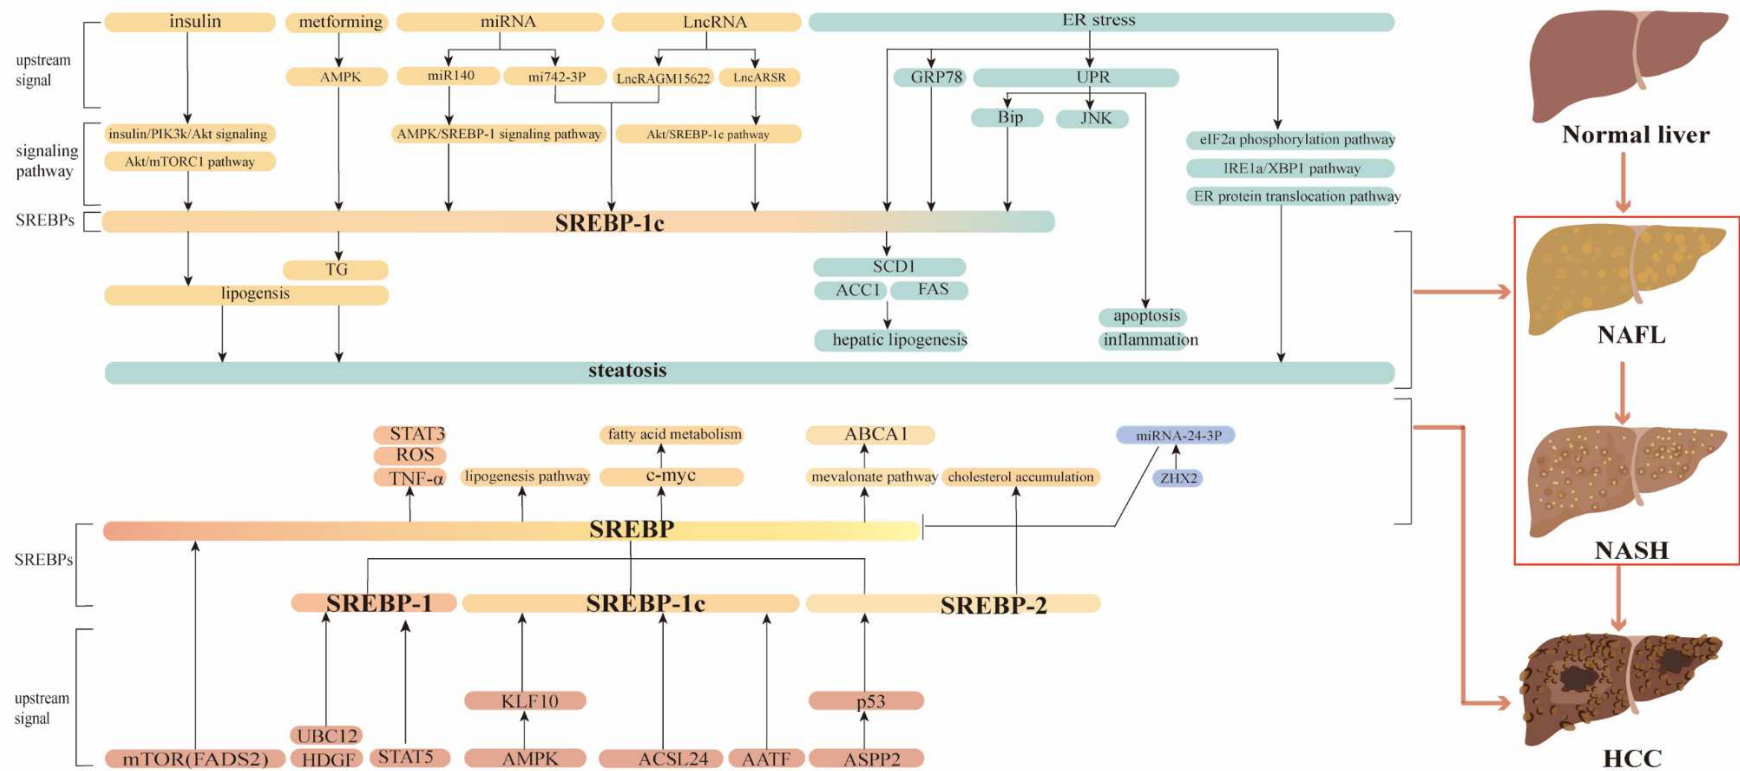 insulin
metforming
miRNA
LncRNA
ER stress
upstream
signal
AMPK
miR140
mi742-3P
LncRAGM15622
LncARSR
GRP78
UPR
Bip
JNK
signaling
pathway
insulin/PIK3k/Akt signaling
Akt/mTORC1 pathway
AMPK/SREBP-1 signaling pathway
Akt/SREBP-1c pathway
eIF2a phosphorylation pathway
IRE1a/XBP1 pathway
ER protein translocation pathway
SREBPs
SREBP-1c
TG
lipogensis
SCD1
ACC1
FAS
hepatic lipogenesis
apoptosis
inflammation
steatosis
STAT3
ROS
TNF-α
lipogenesis pathway
fatty acid metabolism
c-myc
ABCA1
mevalonate pathway
cholesterol accumulation
miRNA-24-3P
ZHX2
SREBPs
SREBP
SREBP-1
SREBP-1c
SREBP-2
upstream
signal
KLF10
p53
UBC12
mTOR(FADS2)
HDGF
STAT5
AMPK
ACSL24
AATF
ASPP2
Normal liver
NAFL
NASH
HCC